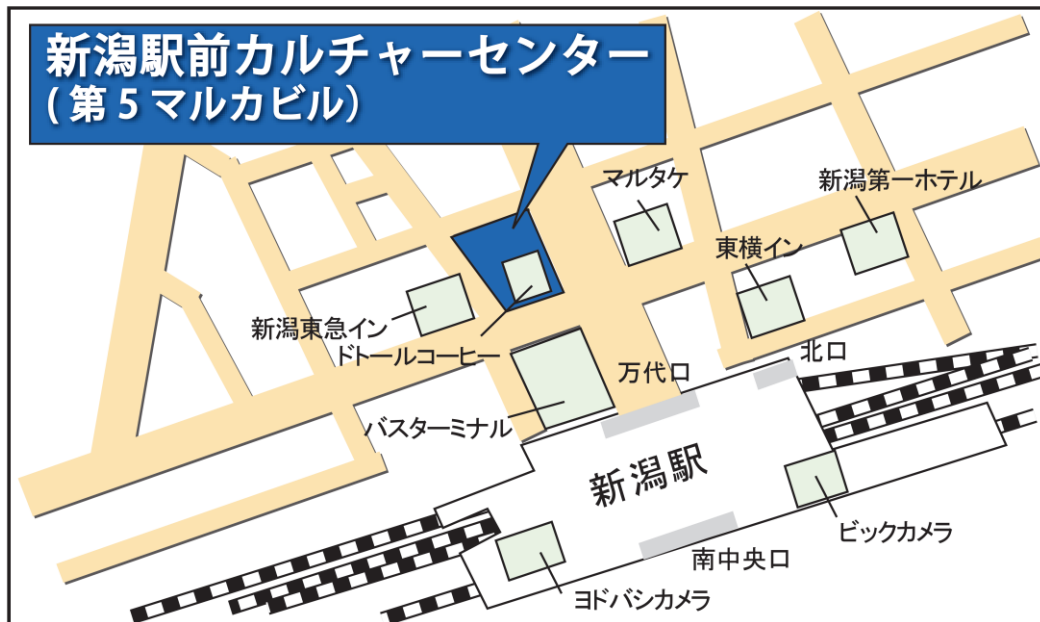 新潟駅前カルチャーセンター
(第5マルカビル)
マルタケ
新潟第一ホテル
東横イン
新潟東急イン
ドトールコーヒー
万代口
北口
バスターミナル
新潟駅
ビックカメラ
南中央口
ヨドバシカメラ